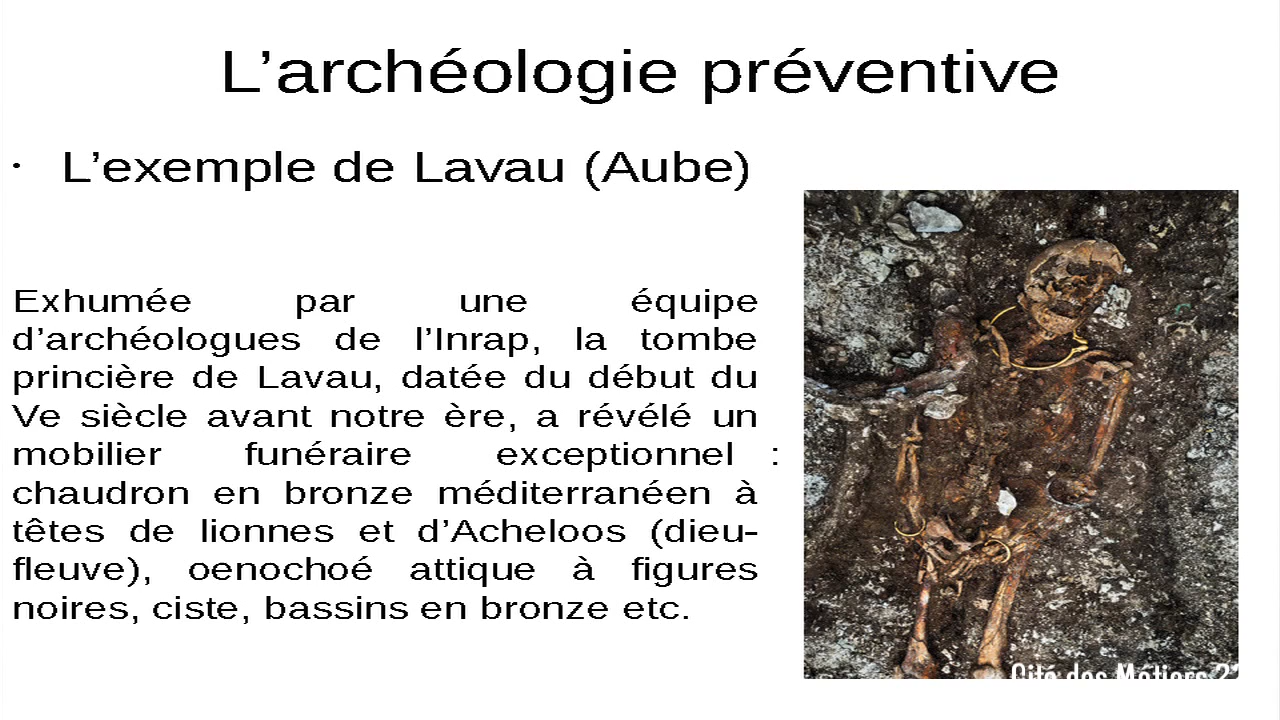 L’archéologie préventive
· L’exemple de Lavau (Aube)
Exhumée par une équipe
d’archéologues de l’Inrap, la tombe
princière de Lavau, datée du début du
Ve siècle avant notre ère, a révélé un
mobilier funéraire exceptionnel :
chaudron en bronze méditerranéen à
têtes de lionnes et d’Acheloos (dieu-
fleuve), oenochoé attique à figures
noires, ciste, bassins en bronze etc.
Cité des Métiers 22